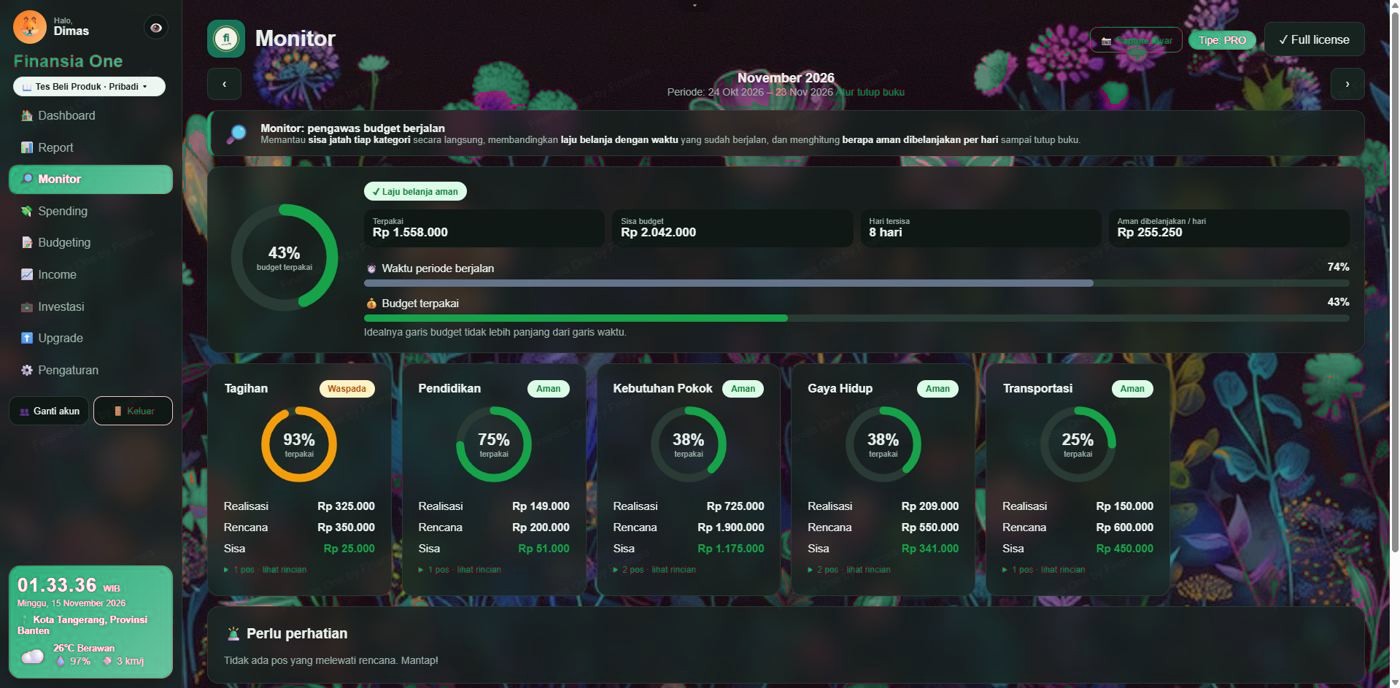 Halo,
Dimas
Finansia One
Tes Beli Produk · Pribadi
Dashboard
Report
Monitor
Spending
Budgeting
Income
Investasi
Upgrade
Pengaturan
Ganti akun
Keluar
01.33.36 WIB
Minggu, 15 November 2026
Kota Tangerang, Provinsi
Banten
26°C Berawan
97% · 3 km/j
fi
Monitor
Tipe: PRO
✓ Full license
‹
November 2026
Periode: 24 Okt 2026 – 23 Nov 2026 Atur tutup buku
›
Monitor: pengawas budget berjalan
Memantau sisa jatah tiap kategori secara langsung, membandingkan laju belanja dengan waktu yang sudah berjalan, dan menghitung berapa aman dibelanjakan per hari sampai tutup buku.
43%
budget terpakai
✓ Laju belanja aman
Terpakai
Rp 1.558.000
Sisa budget
Rp 2.042.000
Hari tersisa
8 hari
Aman dibelanjakan / hari
Rp 255.250
Waktu periode berjalan 74%
Budget terpakai 43%
Idealnya garis budget tidak lebih panjang dari garis waktu.
Tagihan Waspada
93%
terpakai
Realisasi Rp 325.000
Rencana Rp 350.000
Sisa Rp 25.000
▸ 1 pos · lihat rincian
Pendidikan Aman
75%
terpakai
Realisasi Rp 149.000
Rencana Rp 200.000
Sisa Rp 51.000
▸ 1 pos · lihat rincian
Kebutuhan Pokok Aman
38%
terpakai
Realisasi Rp 725.000
Rencana Rp 1.900.000
Sisa Rp 1.175.000
▸ 2 pos · lihat rincian
Gaya Hidup Aman
38%
terpakai
Realisasi Rp 209.000
Rencana Rp 550.000
Sisa Rp 341.000
▸ 2 pos · lihat rincian
Transportasi Aman
25%
terpakai
Realisasi Rp 150.000
Rencana Rp 600.000
Sisa Rp 450.000
▸ 1 pos · lihat rincian
Perlu perhatian
Tidak ada pos yang melewati rencana. Mantap!